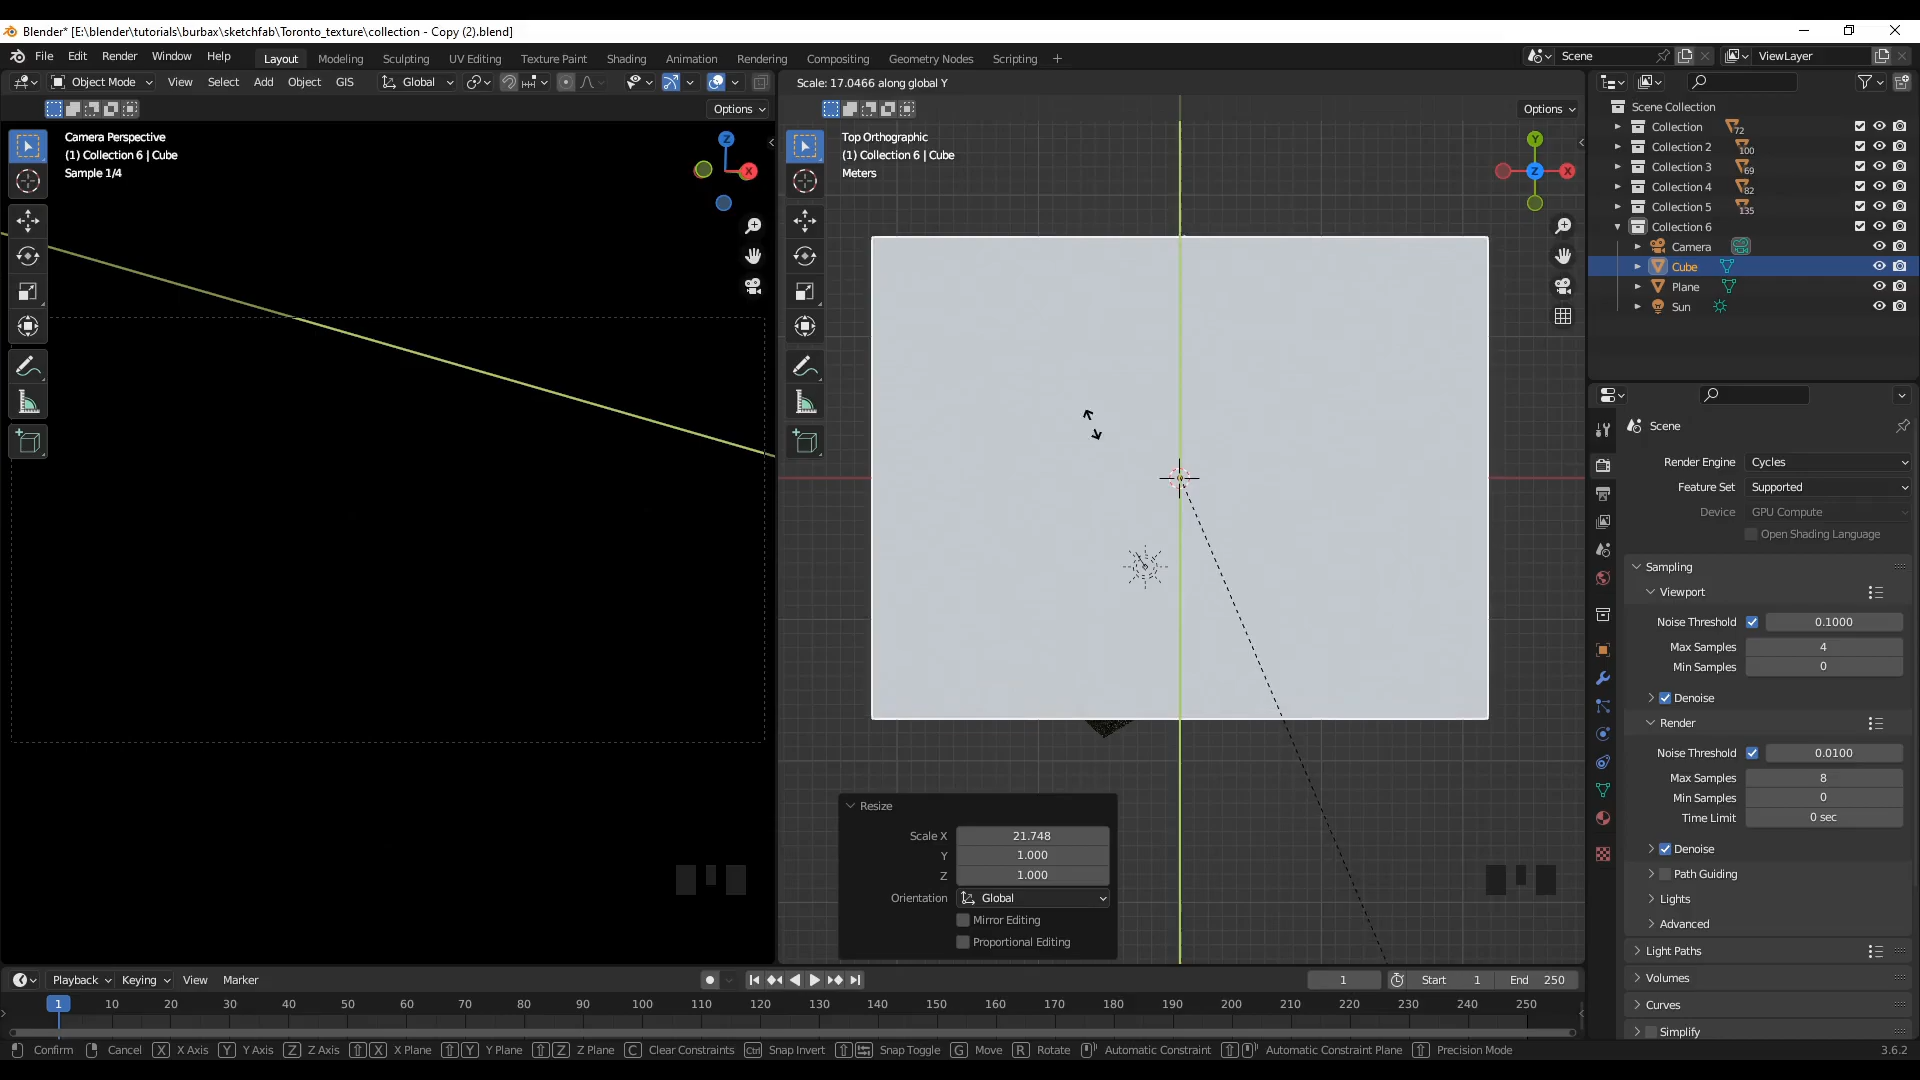 Blender* [E:\blender\tutorials\burbax\sketchfab\Toronto_texture\collection - Copy (2).blend]
File Edit Render Window Help Layout Modeling Sculpting UV Editing Texture Paint Shading Animation Rendering Compositing Geometry Nodes Scripting + Scene ViewLayer
Object Mode View Select Add Object GIS Global Scale: 17.0466 along global Y
Options Options
Camera Perspective
(1) Collection 6 | Cube
Sample 1/4
Z
X
Top Orthographic
(1) Collection 6 | Cube
Meters
Y
Z
X
Scene Collection
Collection 72
Collection 2 100
Collection 3 69
Collection 4 82
Collection 5 135
Collection 6
Camera
Cube
Plane
Sun
Scene
Render Engine Cycles
Feature Set Supported
Device GPU Compute
Open Shading Language
Sampling
Viewport
Noise Threshold 0.1000
Max Samples 4
Min Samples 0
Denoise
Render
Noise Threshold 0.0100
Max Samples 8
Min Samples 0
Time Limit 0 sec
Denoise
Path Guiding
Lights
Advanced
Light Paths
Volumes
Curves
Simplify
Resize
Scale X 21.748
Y 1.000
Z 1.000
Orientation Global
Mirror Editing
Proportional Editing
Playback Keying View Marker 1 Start 1 End 250
1 10 20 30 40 50 60 70 80 90 100 110 120 130 140 150 160 170 180 190 200 210 220 230 240 250
Confirm Cancel X X Axis Y Y Axis Z Z Axis X X Plane Y Y Plane Z Z Plane C Clear Constraints Ctrl Snap Invert Snap Toggle G Move R Rotate Automatic Constraint Automatic Constraint Plane Precision Mode 3.6.2